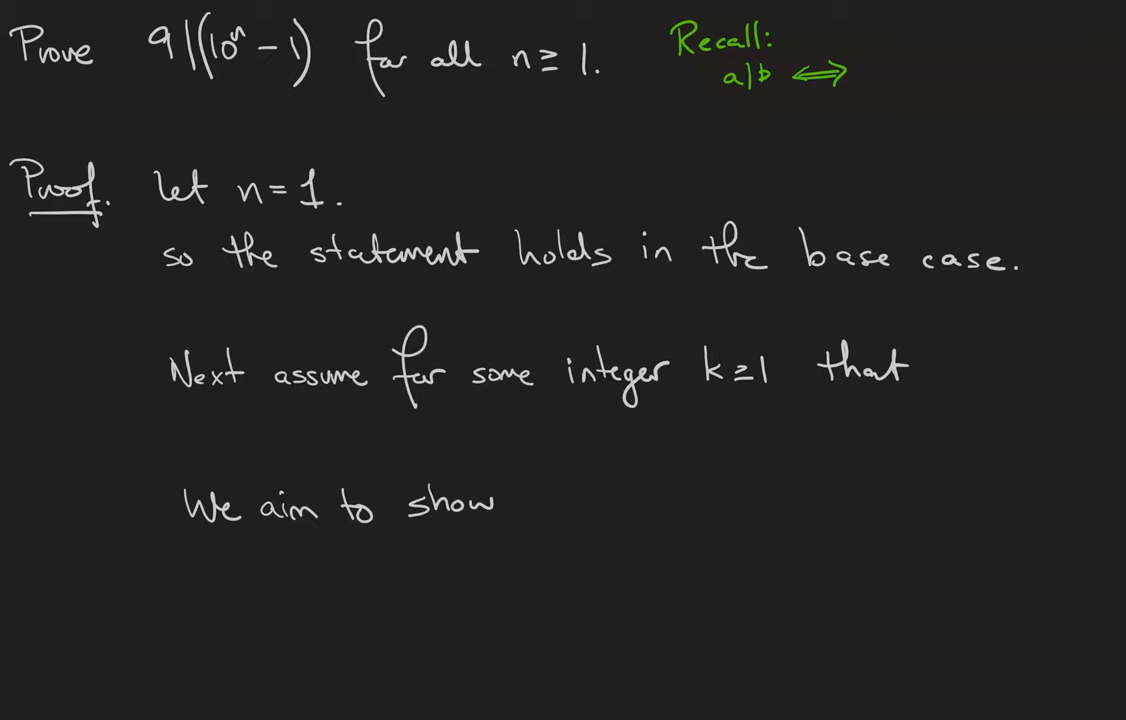 Prove 9|(10ⁿ - 1) for all n ≥ 1.
Recall:
a|b ⟺
Proof. Let n = 1.
so the statement holds in the base case.
Next assume for some integer k ≥ 1 that
We aim to show